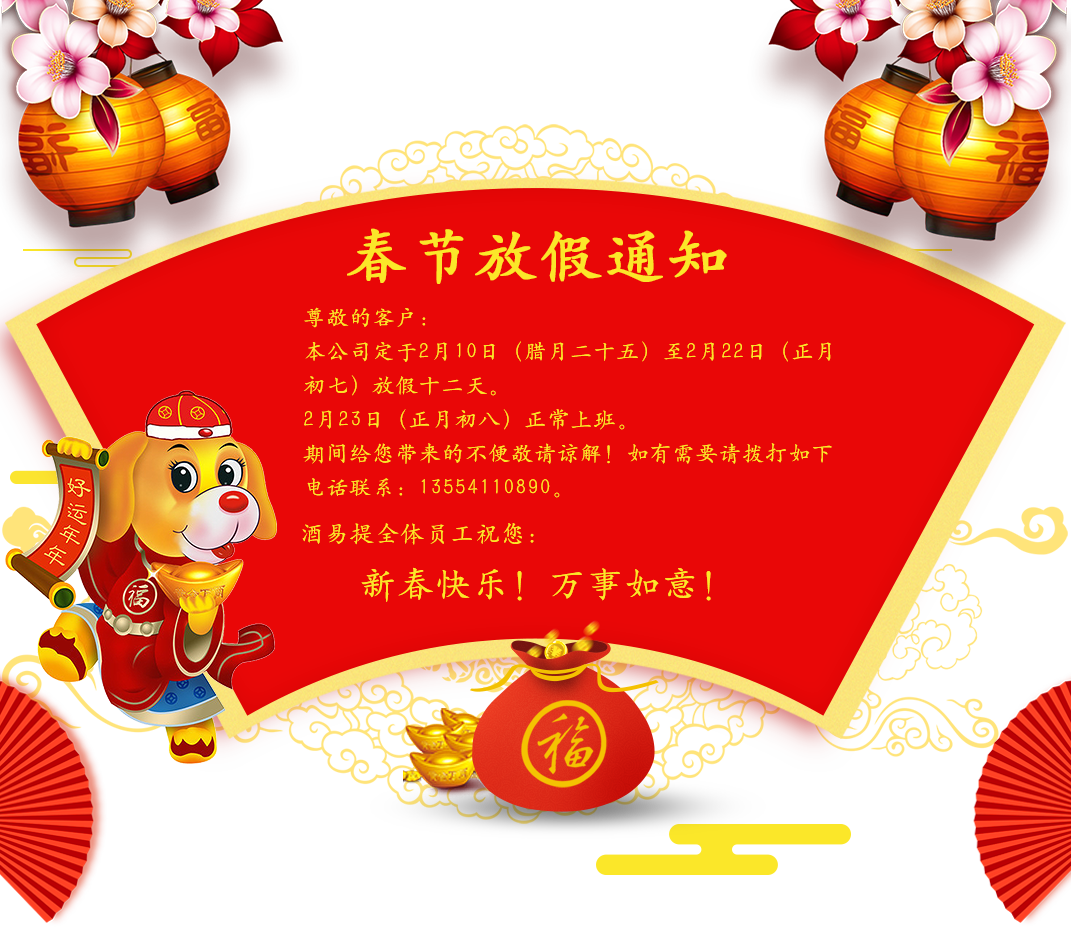 福
福
福
福
春节放假通知
尊敬的客户：
本公司定于2月10日（腊月二十五）至2月22日（正月
初七）放假十二天。
2月23日（正月初八）正常上班。
期间给您带来的不便敬请谅解！如有需要请拨打如下
电话联系：13554110890。
酒易提全体员工祝您：
新春快乐！万事如意！
好运年年
福
福